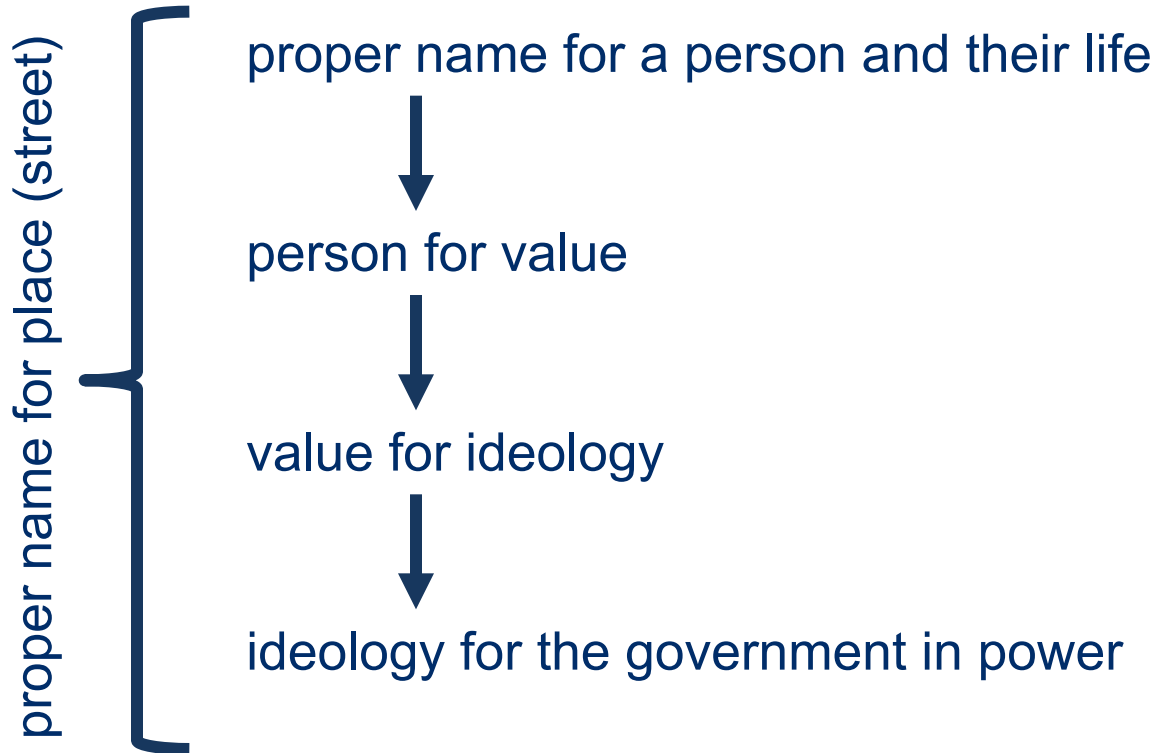 proper name for place (street)
proper name for a person and their life
person for value
value for ideology
ideology for the government in power